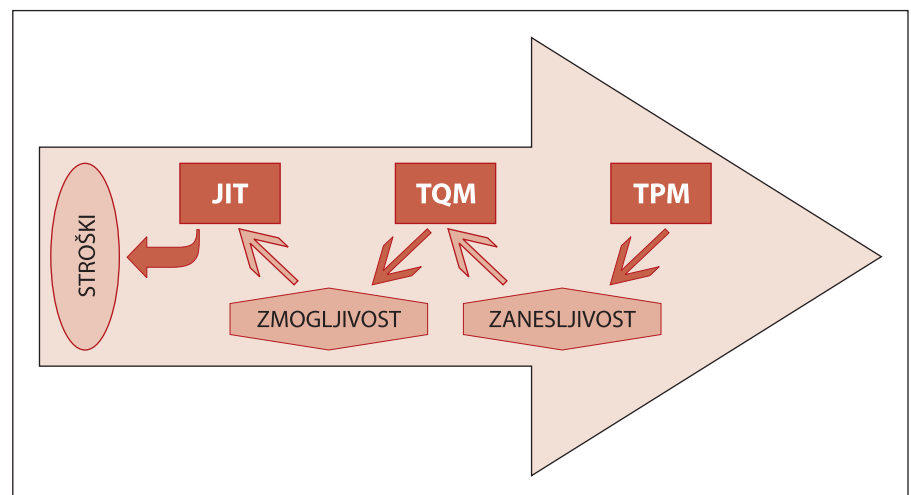 STROŠKI
JIT
TQM
TPM
ZMOGLJIVOST
ZANESLJIVOST